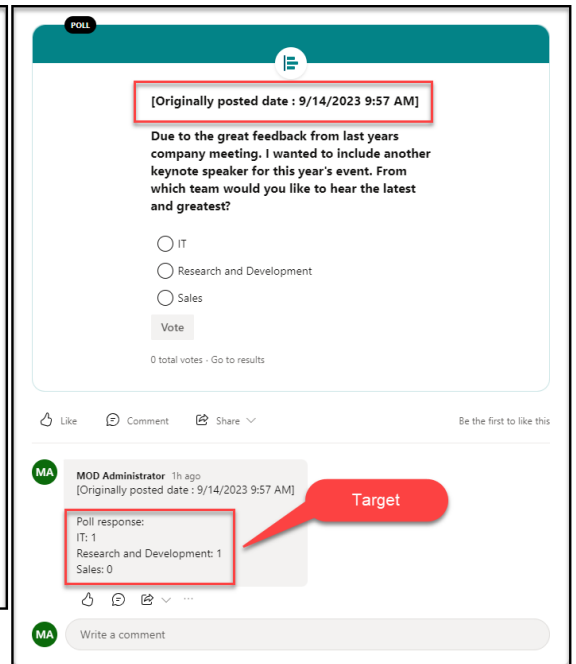 POLL
[Originally posted date : 9/14/2023 9:57 AM]
Due to the great feedback from last years
company meeting. I wanted to include another
keynote speaker for this year's event. From
which team would you like to hear the latest
and greatest?
IT
Research and Development
Sales
Vote
0 total votes · Go to results
Like Comment Share Be the first to like this
MA MOD Administrator 1h ago
[Originally posted date : 9/14/2023 9:57 AM]
Target
Poll response:
IT: 1
Research and Development: 1
Sales: 0
MA Write a comment